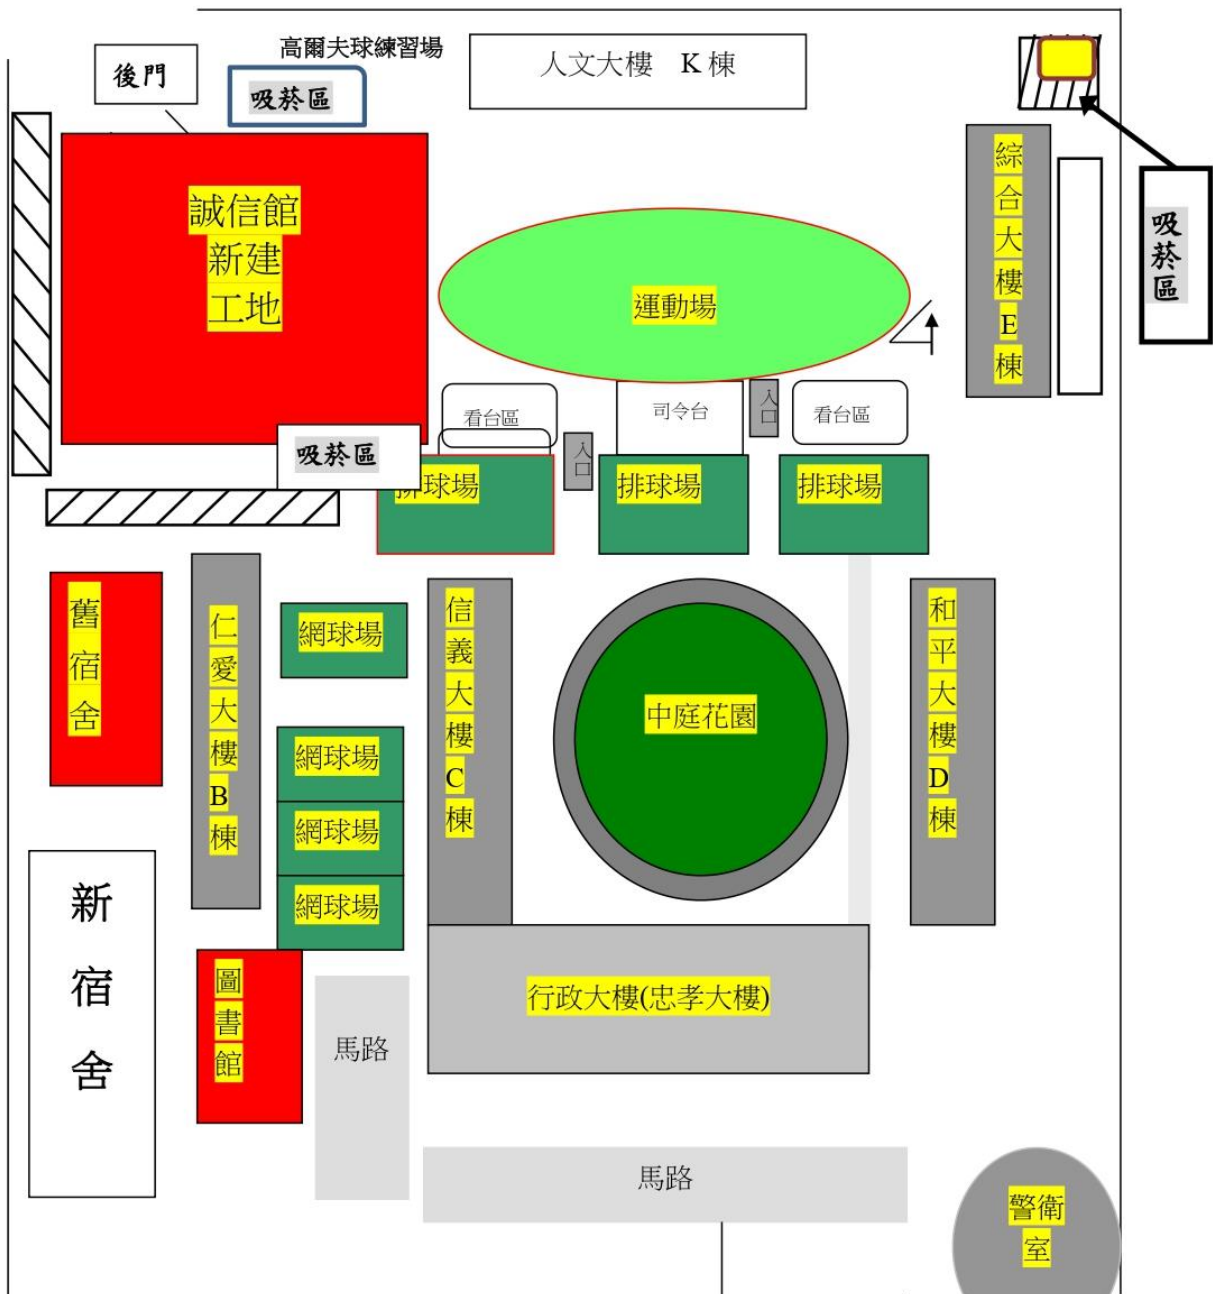 高爾夫球練習場
人文大樓　K 棟
後門
吸菸區
綜合大樓E棟
吸菸區
誠信館
新建
工地
運動場
看台區
司令台
入口
看台區
吸菸區
入口
排球場
排球場
排球場
舊宿舍
仁愛大樓B棟
網球場
信義大樓C棟
中庭花園
和平大樓D棟
網球場
網球場
網球場
新宿舍
圖書館
馬路
行政大樓(忠孝大樓)
馬路
警衛
室